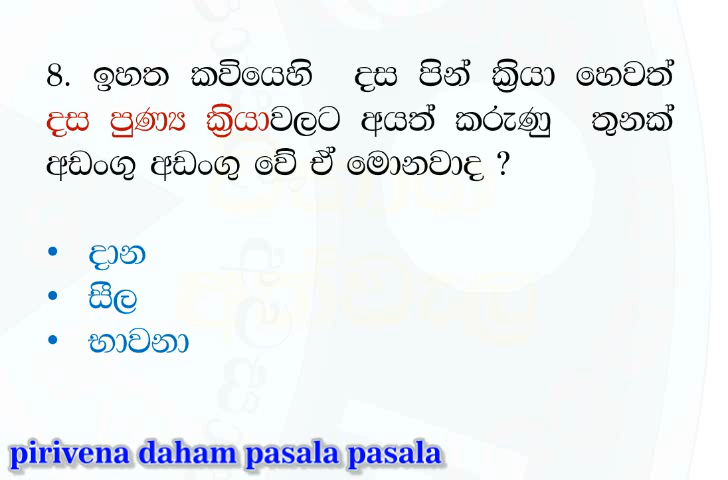 8. ඉහත කවියෙහි දස පින් ක්‍රියා හෙවත්
දස පුණ්‍ය ක්‍රියාවලට අයත් කරුණු තුනක්
අඩංගු අඩංගු වේ ඒ මොනවාද ?
• දාන
• සීල
• භාවනා
pirivena daham pasala pasala